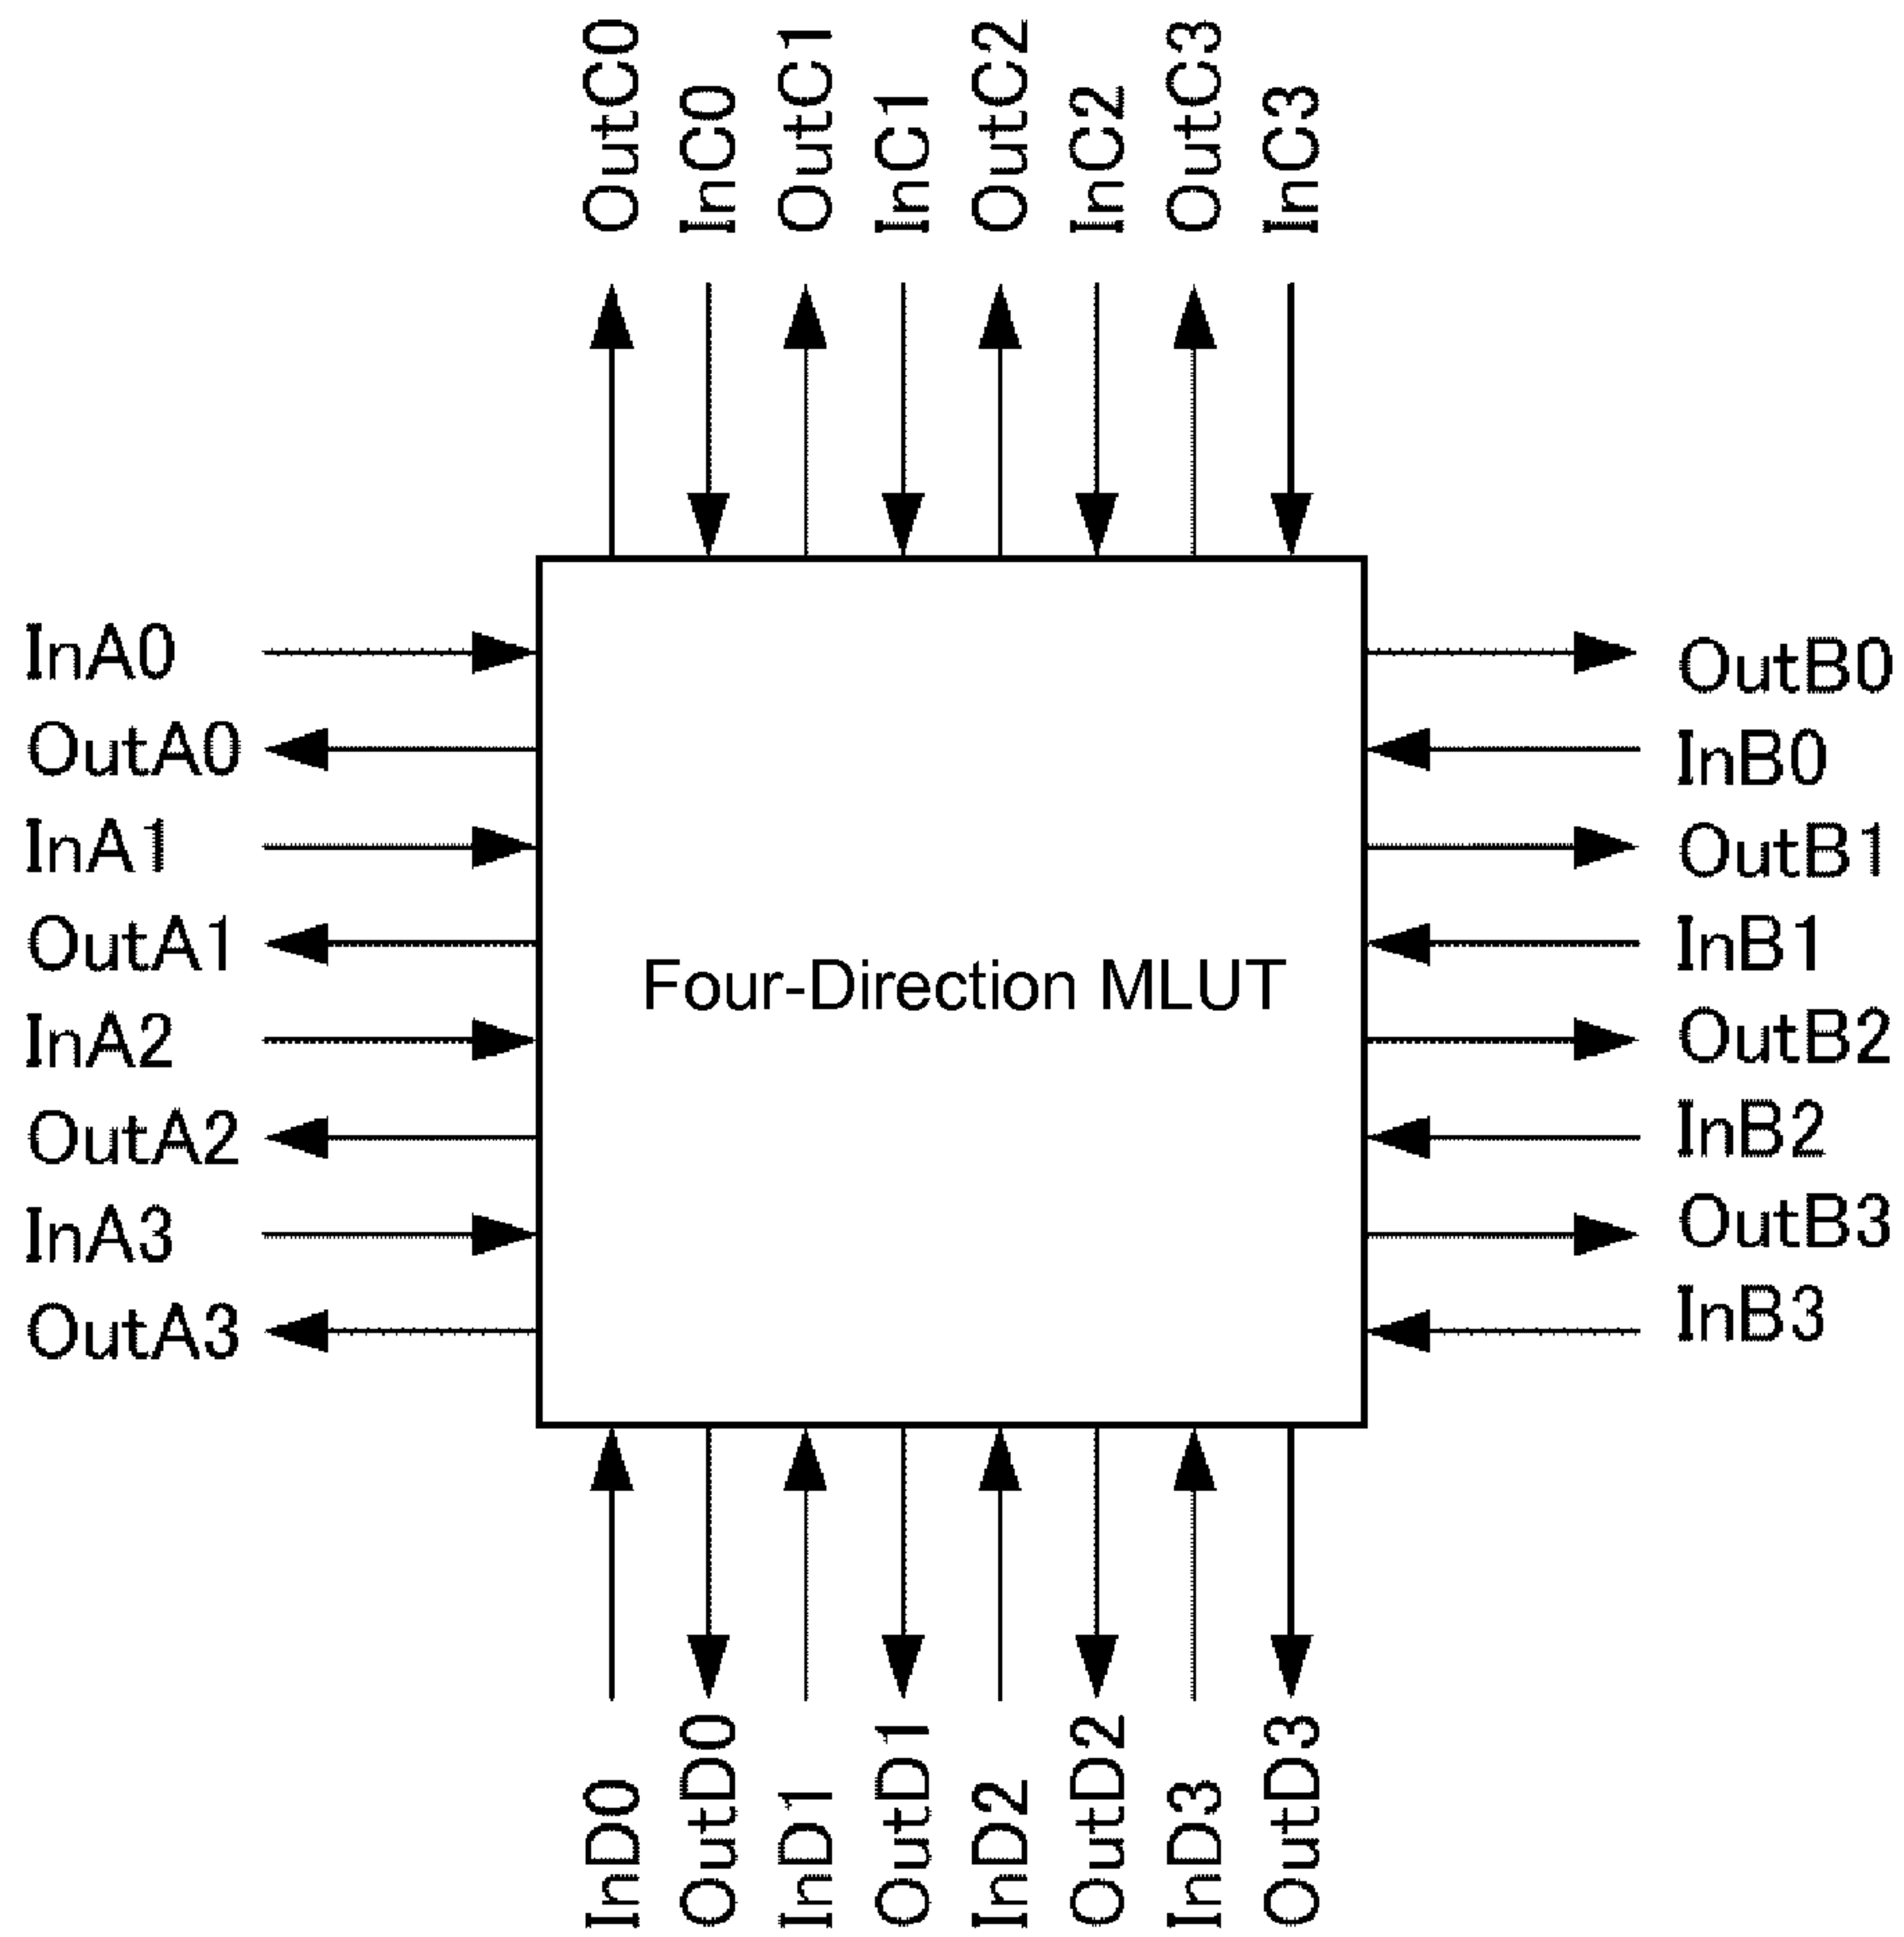 OutC0
InC0
OutC1
InC1
OutC2
InC2
OutC3
InC3
InA0
OutA0
InA1
OutA1
InA2
OutA2
InA3
OutA3
Four-Direction MLUT
OutB0
InB0
OutB1
InB1
OutB2
InB2
OutB3
InB3
InD0
OutD0
InD1
OutD1
InD2
OutD2
InD3
OutD3